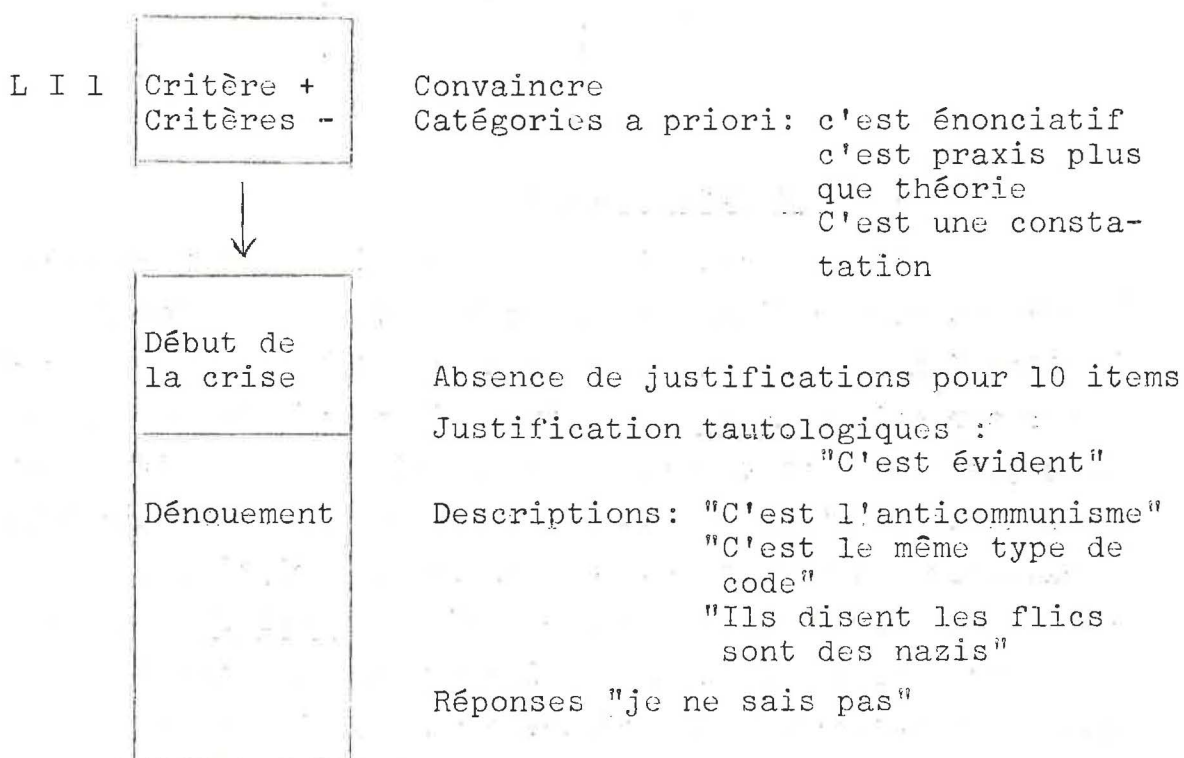 L I 1 Critère + Convaincre
Critères - Catégories a priori: c'est énonciatif
c'est praxis plus
que théorie
C'est une consta-
tation
Début de
la crise Absence de justifications pour 10 items
Justification tautologiques :
"C'est évident"
Dénouement Descriptions: "C'est l'anticommunisme"
"C'est le même type de
code"
"Ils disent les flics
sont des nazis"
Réponses "je ne sais pas"